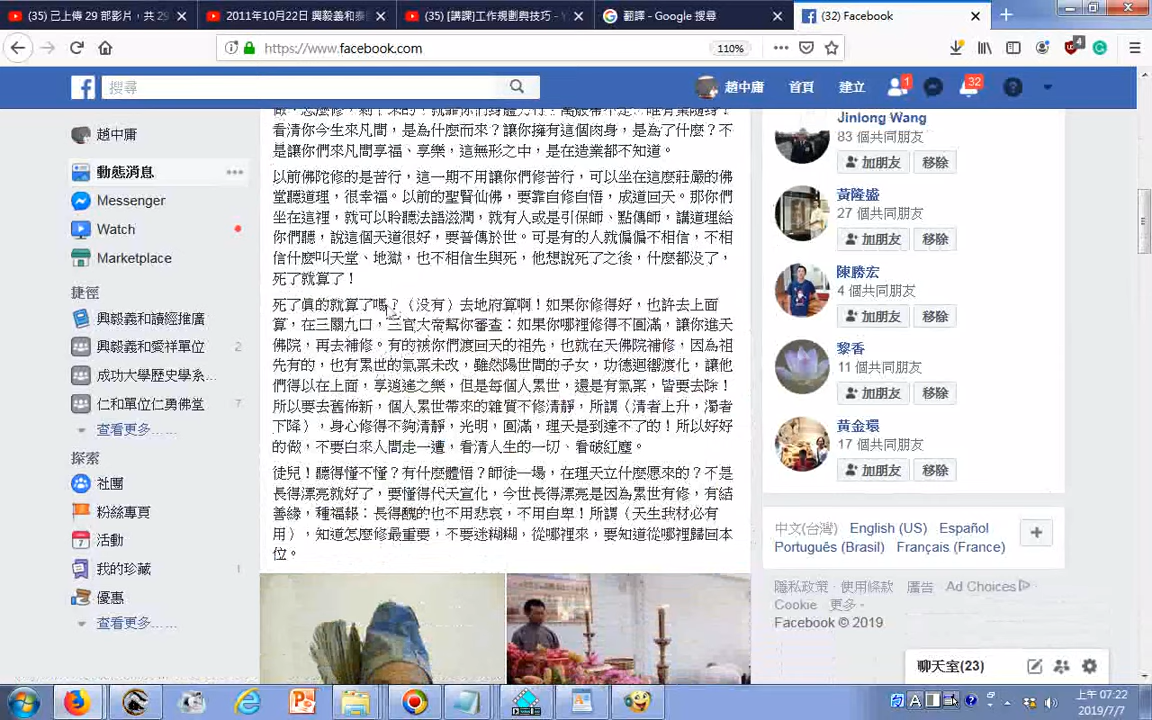 (35) 已上傳 29 部影片，共 29
2011年10月22日 興毅義和泰
(35) [講課]工作規劃與技巧 - Y
翻譯 - Google 搜尋
(32) Facebook
https://www.facebook.com
110%
4
搜尋
趙中庸
首頁
建立
1
32
趙中庸
動態消息
Messenger
Watch
Marketplace
捷徑
興毅義和讀經推廣
興毅義和愛祥單位
2
成功大學歷史學系...
仁和單位仁勇佛堂
7
查看更多......
探索
社團
粉絲專頁
活動
我的珍藏
1
優惠
查看更多......
看清你今生來凡間，是為什麼而來？讓你擁有這個肉身，是為了什麼？不
是讓你們來凡間享福、享樂，這無形之中，是在造業都不知道。
以前佛陀修的是苦行，這一期不用讓你們修苦行，可以坐在這麼莊嚴的佛
堂聽道理，很幸福。以前的聖賢仙佛，要靠自修自悟，成道回天。那你們
坐在這裡，就可以聆聽法語滋潤，就有人或是引保師、點傳師，講道理給
你們聽，說這個天道很好，要普傳於世。可是有的人就偏偏不相信，不相
信什麼叫天堂、地獄，也不相信生與死，他想說死了之後，什麼都没了，
死了就算了！
死了真的就算了嗎？（没有）去地府算啊！如果你修得好，也許去上面
算，在三關九口，三官大帝幫你審查：如果你哪裡修得不圓滿，讓你進天
佛院，再去補修。有的被你們渡回天的祖先，也就在天佛院補修，因為祖
先有的，也有累世的氣稟未改，雖然陽世間的子女，功德迴嚮渡化，讓他
們得以在上面，享逍遙之樂，但是每個人累世，還是有氣稟，皆要去除！
所以要去舊佈新，個人累世帶來的雜質不修清靜，所謂（清者上升，濁者
下降），身心修得不夠清靜，光明，圓滿，理天是到達不了的！所以好好
的做，不要白來人間走一遭，看清人生的一切、看破紅塵。
徒兒！聽得懂不懂？有什麼體悟？師徒一場，在理天立什麼愿來的？不是
長得漂亮就好了，要懂得代天宣化，今世長得漂亮是因為累世有修，有結
善緣，種福報：長得醜的也不用悲哀，不用自卑！所謂（天生我材必有
用），知道怎麼修最重要，不要迷糊糊，從哪裡來，要知道從哪裡歸回本
位。
Jinlong Wang
83 個共同朋友
加朋友
移除
黃隆盛
27 個共同朋友
加朋友
移除
陳勝宏
4 個共同朋友
加朋友
移除
黎香
11 個共同朋友
加朋友
移除
黃金環
17 個共同朋友
加朋友
移除
中文(台灣) English (US) Español
Português (Brasil) Français (France)
隱私政策 · 使用條款 廣告 Ad Choices
Cookie 更多
Facebook © 2019
聊天室(23)
上午 07:22
2019/7/7